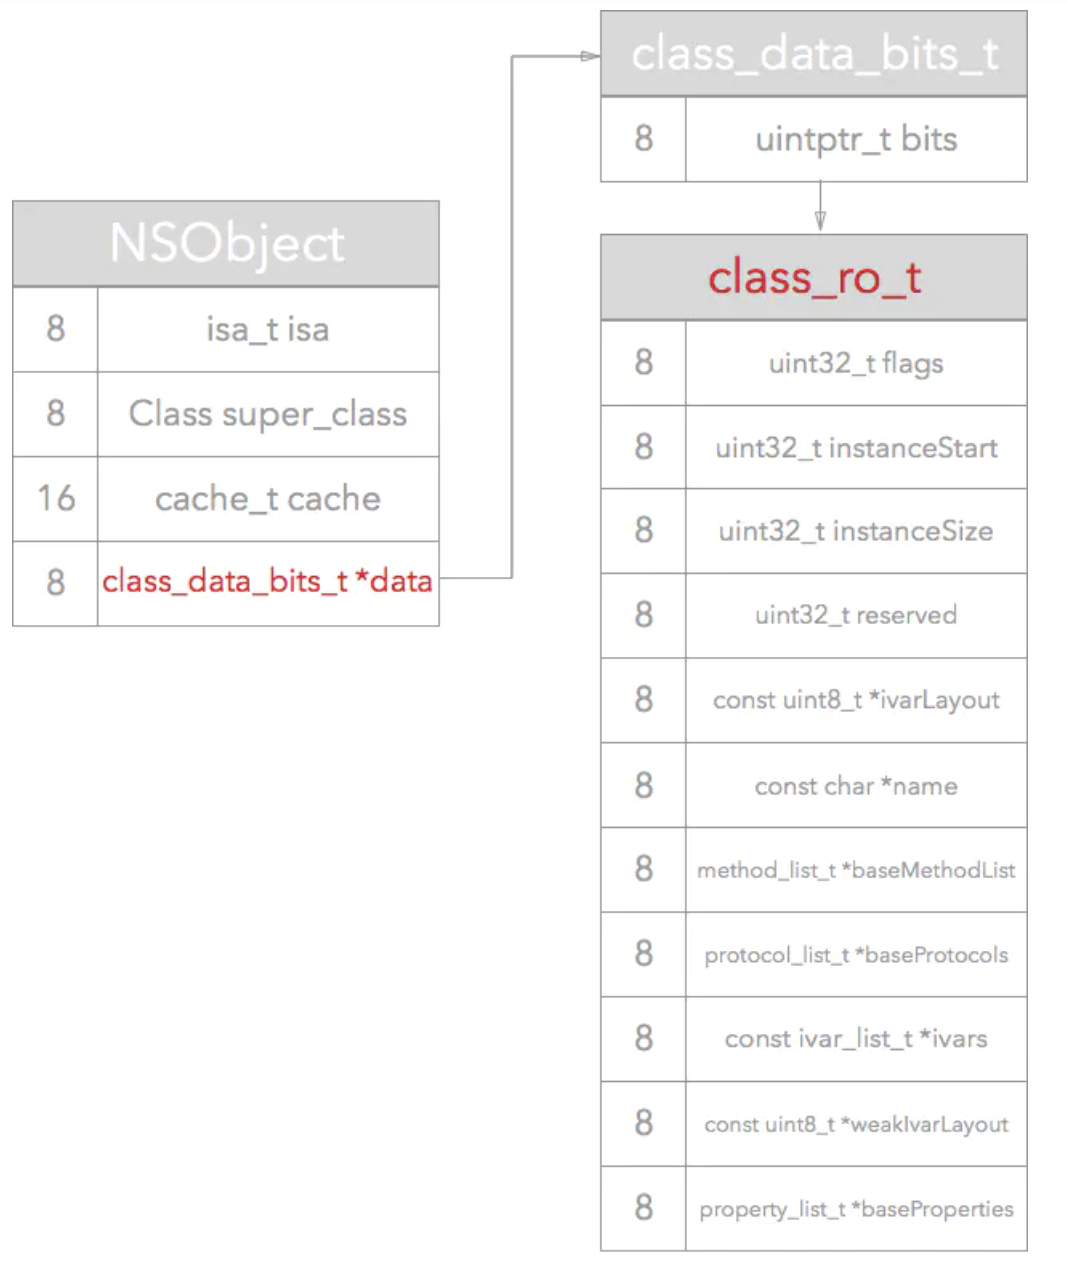 NSObject
8 isa_t isa
8 Class super_class
16 cache_t cache
8 class_data_bits_t *data
class_data_bits_t
8 uintptr_t bits
class_ro_t
8 uint32_t flags
8 uint32_t instanceStart
8 uint32_t instanceSize
8 uint32_t reserved
8 const uint8_t *ivarLayout
8 const char *name
8 method_list_t *baseMethodList
8 protocol_list_t *baseProtocols
8 const ivar_list_t *ivars
8 const uint8_t *weakIvarLayout
8 property_list_t *baseProperties